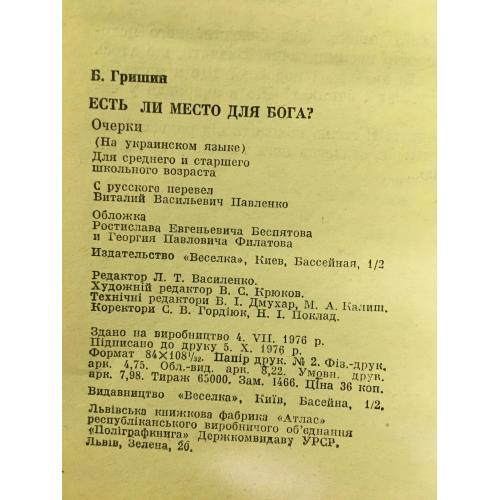 Б. Гришин
ЕСТЬ ЛИ МЕСТО ДЛЯ БОГА?
Очерки
(На украинском языке)
Для среднего и старшего
школьного возраста
С русского перевел
Виталий Васильевич Павленко
Обложка
Ростислава Евгеньевича Беспятова
и Георгия Павловича Филатова
Издательство «Веселка», Киев, Бассейная, 1/2
Редактор Л. Т. Василенко.
Художній редактор В. С. Крюков.
Технічні редактори В. І. Дмухар, М. А. Калиш.
Коректори С. В. Гордіюк, Н. І. Поклад.
Здано на виробництво 4. VII. 1976 р.
Підписано до друку 5. X. 1976 р.
Формат 84×108¹/₃₂. Папір друк. № 2. Фіз.-друк.
арк. 4,75. Обл.-вид. арк. 8,22. Умовн. друк.
арк. 7,98. Тираж 65000. Зам. 1466. Ціна 36 коп.
Видавництво «Веселка», Київ, Басейна, 1/2.
Львівська книжкова фабрика «Атлас»
республіканського виробничого об'єднання
«Поліграфкнига» Держкомвидаву УРСР.
Львів, Зелена, 20.